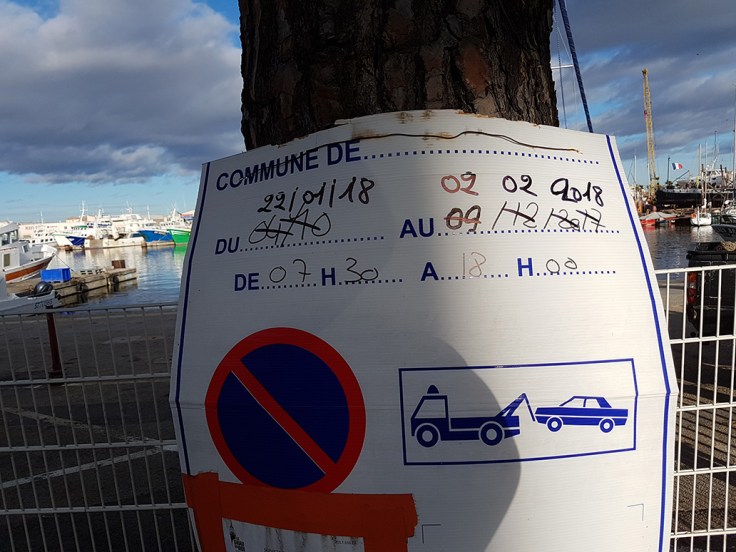 COMMUNE DE
22/01/18 02 02 2018
DU 04/10 AU 09/12/2017
DE 07 H 30 A 18 H 00